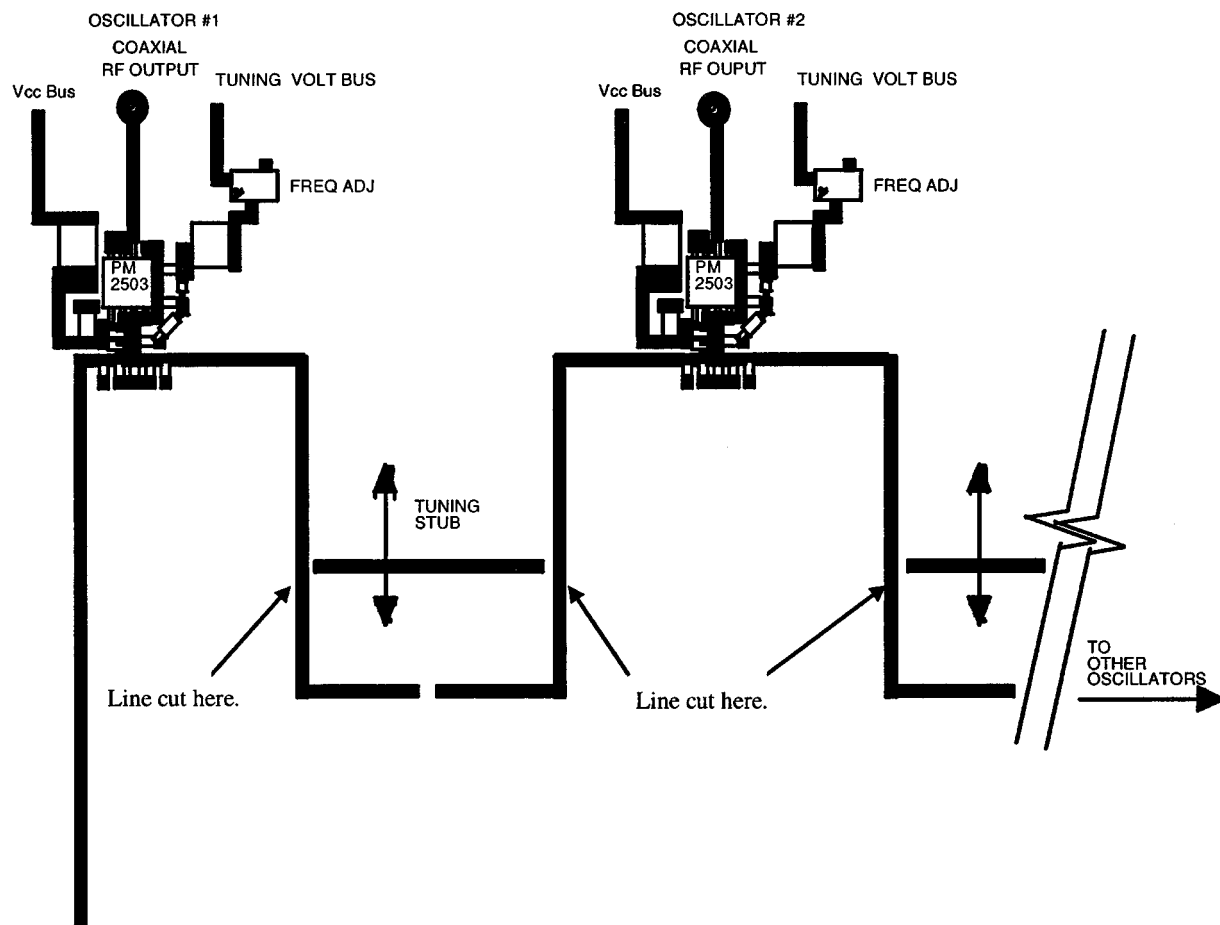 OSCILLATOR #1
COAXIAL
RF OUTPUT
Vcc Bus
TUNING VOLT BUS
FREQ ADJ
PM
2503
OSCILLATOR #2
COAXIAL
RF OUPUT
Vcc Bus
TUNING VOLT BUS
FREQ ADJ
PM
2503
TUNING
STUB
Line cut here.
Line cut here.
TO
OTHER
OSCILLATORS